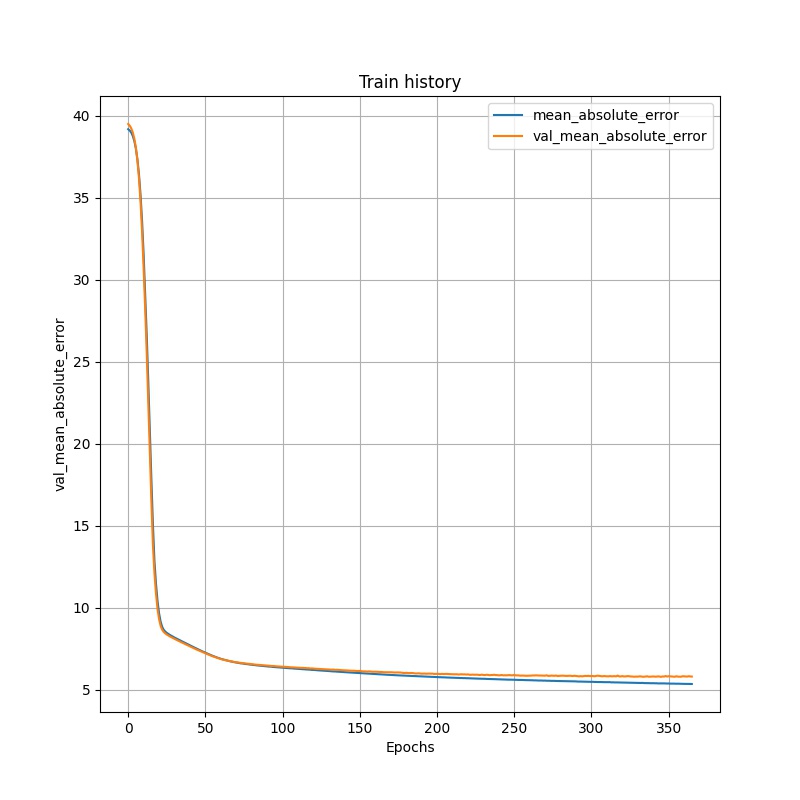 Train history
mean_absolute_error
val_mean_absolute_error
val_mean_absolute_error
40
35
30
25
20
15
10
5
0 50 100 150 200 250 300 350
Epochs